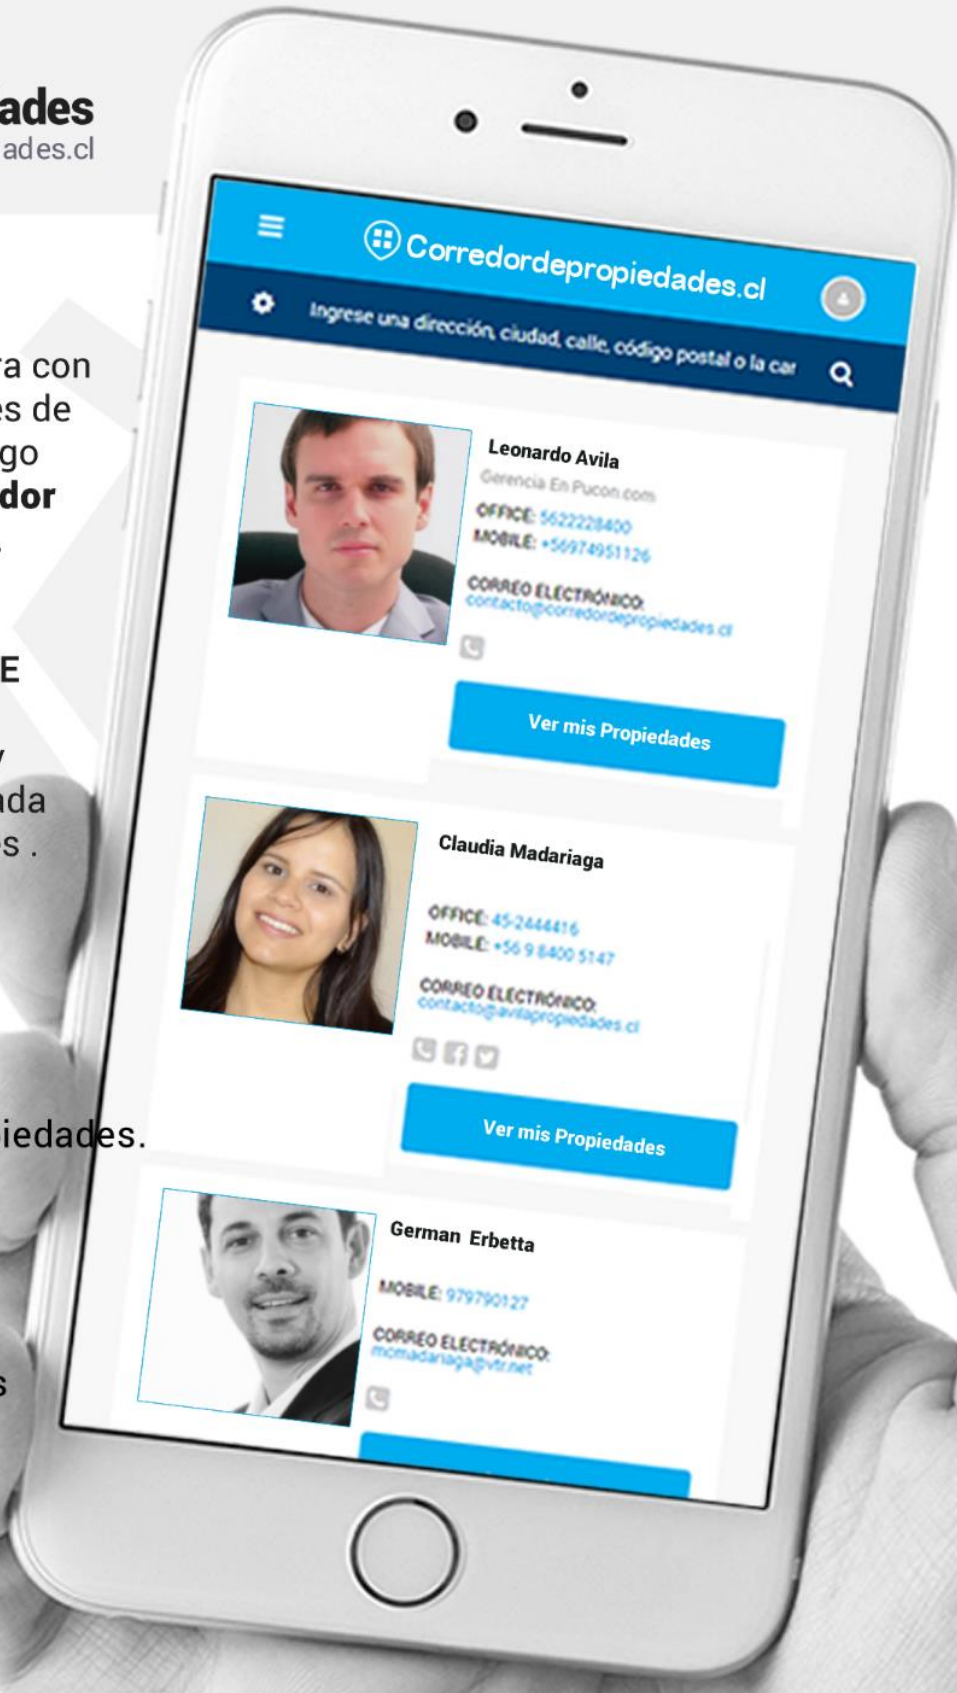 ades
ades.cl
ra con
es de
go
dor
E
y
ada
s .
iedades.
s
Corredordepropiedades.cl
Ingrese una dirección, ciudad, calle, código postal o la car
Leonardo Avila
Gerencia En Pucon.com
OFFICE: 5622228400
MOBILE: +56974951126
CORREO ELECTRÓNICO:
contacto@corredordepropiedades.cl
Ver mis Propiedades
Claudia Madariaga
OFFICE: 45-2444416
MOBILE: +56 9 8400 5147
CORREO ELECTRÓNICO:
contacto@avilapropiedades.cl
Ver mis Propiedades
German Erbetta
MOBILE: 979790127
CORREO ELECTRÓNICO:
mcmadariaga@vtr.net